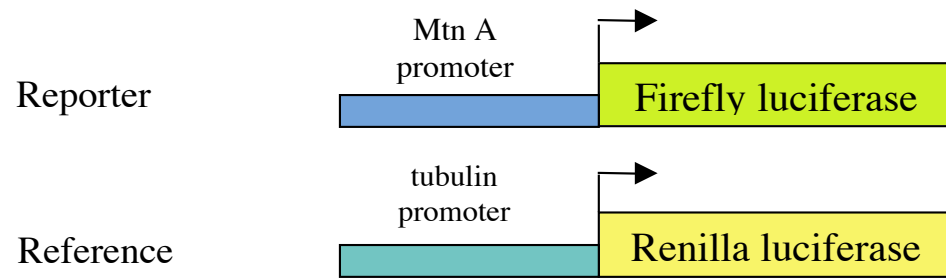 Mtn A
promoter
Reporter
Firefly luciferase
tubulin
promoter
Reference
Renilla luciferase